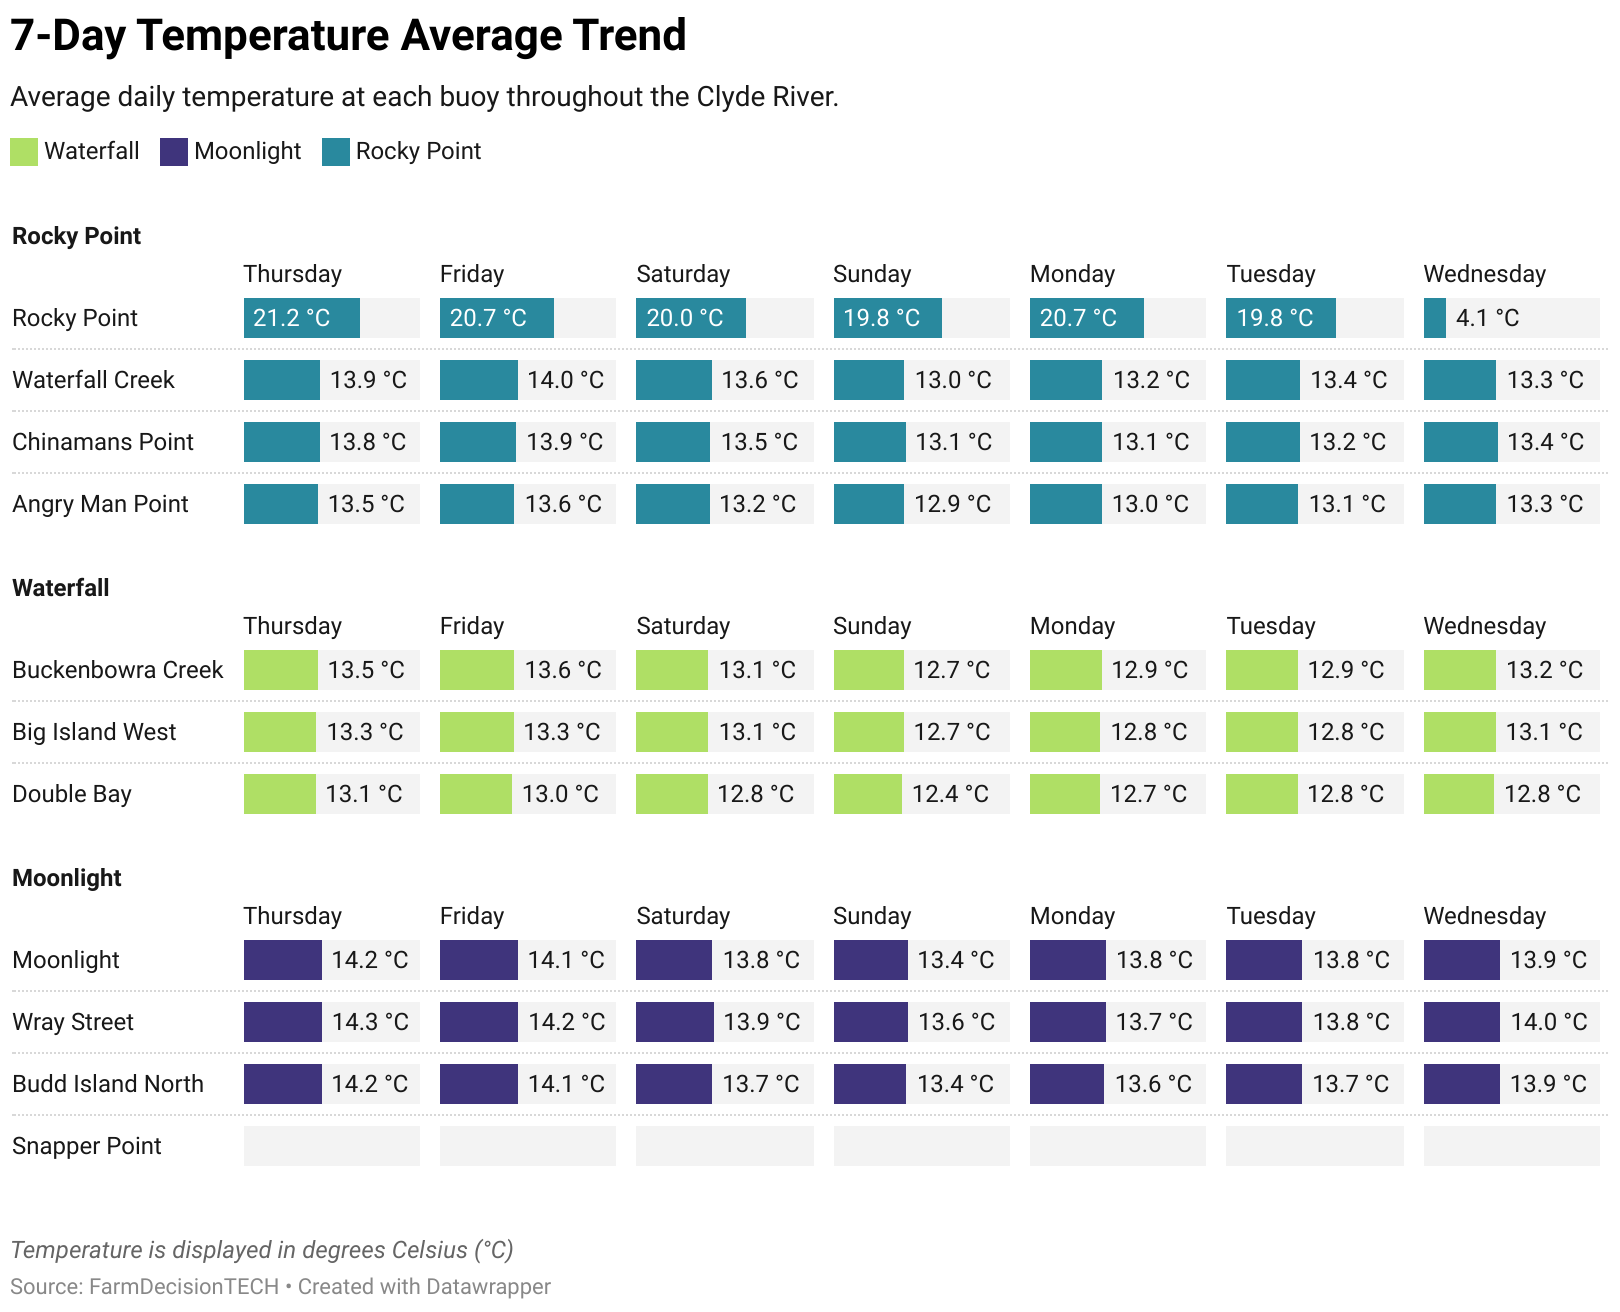 7-Day Temperature Average Trend
Average daily temperature at each buoy throughout the Clyde River.
Waterfall Moonlight Rocky Point
Rocky Point
Thursday Friday Saturday Sunday Monday Tuesday Wednesday
Rocky Point 21.2 °C 20.7 °C 20.0 °C 19.8 °C 20.7 °C 19.8 °C 4.1 °C
Waterfall Creek 13.9 °C 14.0 °C 13.6 °C 13.0 °C 13.2 °C 13.4 °C 13.3 °C
Chinamans Point 13.8 °C 13.9 °C 13.5 °C 13.1 °C 13.1 °C 13.2 °C 13.4 °C
Angry Man Point 13.5 °C 13.6 °C 13.2 °C 12.9 °C 13.0 °C 13.1 °C 13.3 °C
Waterfall
Thursday Friday Saturday Sunday Monday Tuesday Wednesday
Buckenbowra Creek 13.5 °C 13.6 °C 13.1 °C 12.7 °C 12.9 °C 12.9 °C 13.2 °C
Big Island West 13.3 °C 13.3 °C 13.1 °C 12.7 °C 12.8 °C 12.8 °C 13.1 °C
Double Bay 13.1 °C 13.0 °C 12.8 °C 12.4 °C 12.7 °C 12.8 °C 12.8 °C
Moonlight
Thursday Friday Saturday Sunday Monday Tuesday Wednesday
Moonlight 14.2 °C 14.1 °C 13.8 °C 13.4 °C 13.8 °C 13.8 °C 13.9 °C
Wray Street 14.3 °C 14.2 °C 13.9 °C 13.6 °C 13.7 °C 13.8 °C 14.0 °C
Budd Island North 14.2 °C 14.1 °C 13.7 °C 13.4 °C 13.6 °C 13.7 °C 13.9 °C
Snapper Point
Temperature is displayed in degrees Celsius (°C)
Source: FarmDecisionTECH • Created with Datawrapper